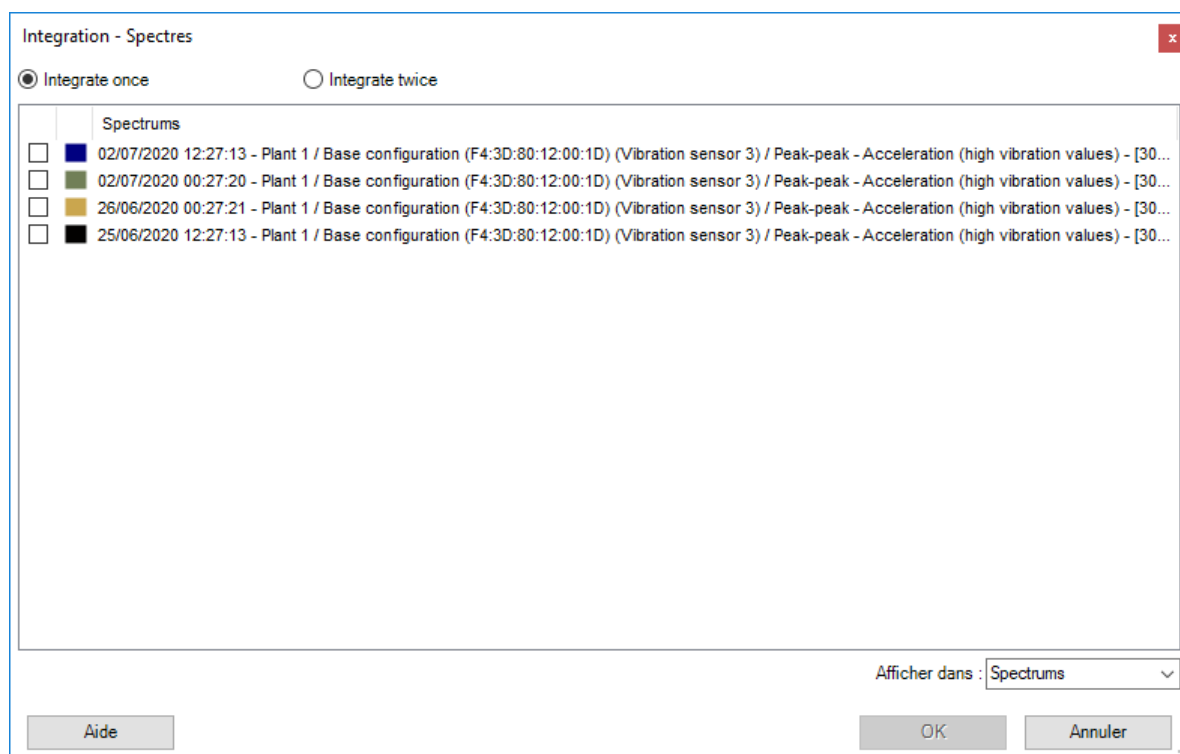 Integration - Spectres
x
Integrate once Integrate twice
Spectrums
02/07/2020 12:27:13 - Plant 1 / Base configuration (F4:3D:80:12:00:1D) (Vibration sensor 3) / Peak-peak - Acceleration (high vibration values) - [30...
02/07/2020 00:27:20 - Plant 1 / Base configuration (F4:3D:80:12:00:1D) (Vibration sensor 3) / Peak-peak - Acceleration (high vibration values) - [30...
26/06/2020 00:27:21 - Plant 1 / Base configuration (F4:3D:80:12:00:1D) (Vibration sensor 3) / Peak-peak - Acceleration (high vibration values) - [30...
25/06/2020 12:27:13 - Plant 1 / Base configuration (F4:3D:80:12:00:1D) (Vibration sensor 3) / Peak-peak - Acceleration (high vibration values) - [30...
Afficher dans : Spectrums
Aide OK Annuler